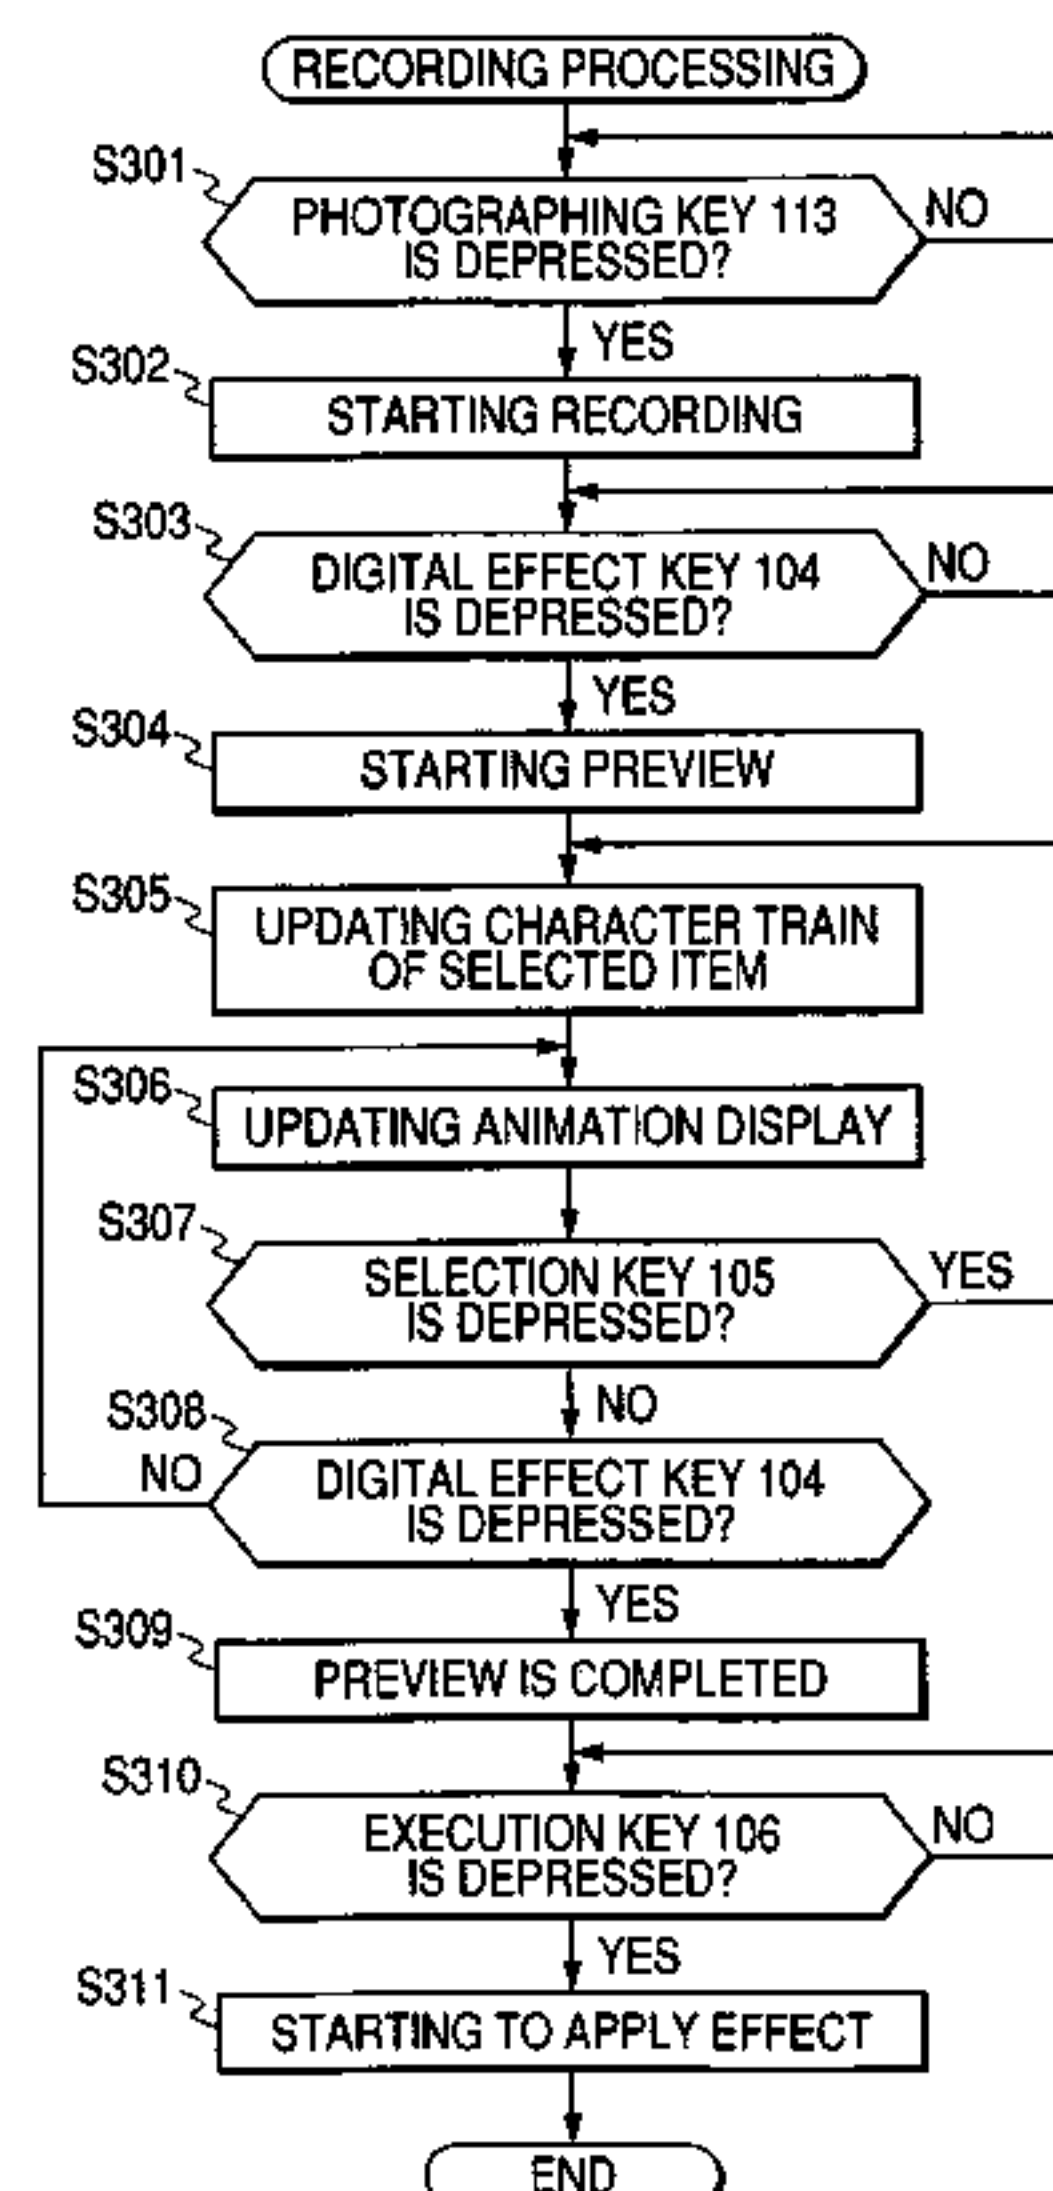 RECORDING PROCESSING
S301
PHOTOGRAPHING KEY 113
IS DEPRESSED?
NO
YES
S302
STARTING RECORDING
S303
DIGITAL EFFECT KEY 104
IS DEPRESSED?
NO
YES
S304
STARTING PREVIEW
S305
UPDATING CHARACTER TRAIN
OF SELECTED ITEM
S306
UPDATING ANIMATION DISPLAY
S307
SELECTION KEY 105
IS DEPRESSED?
YES
NO
S308
NO
DIGITAL EFFECT KEY 104
IS DEPRESSED?
YES
S309
PREVIEW IS COMPLETED
S310
EXECUTION KEY 106
IS DEPRESSED?
NO
YES
S311
STARTING TO APPLY EFFECT
END